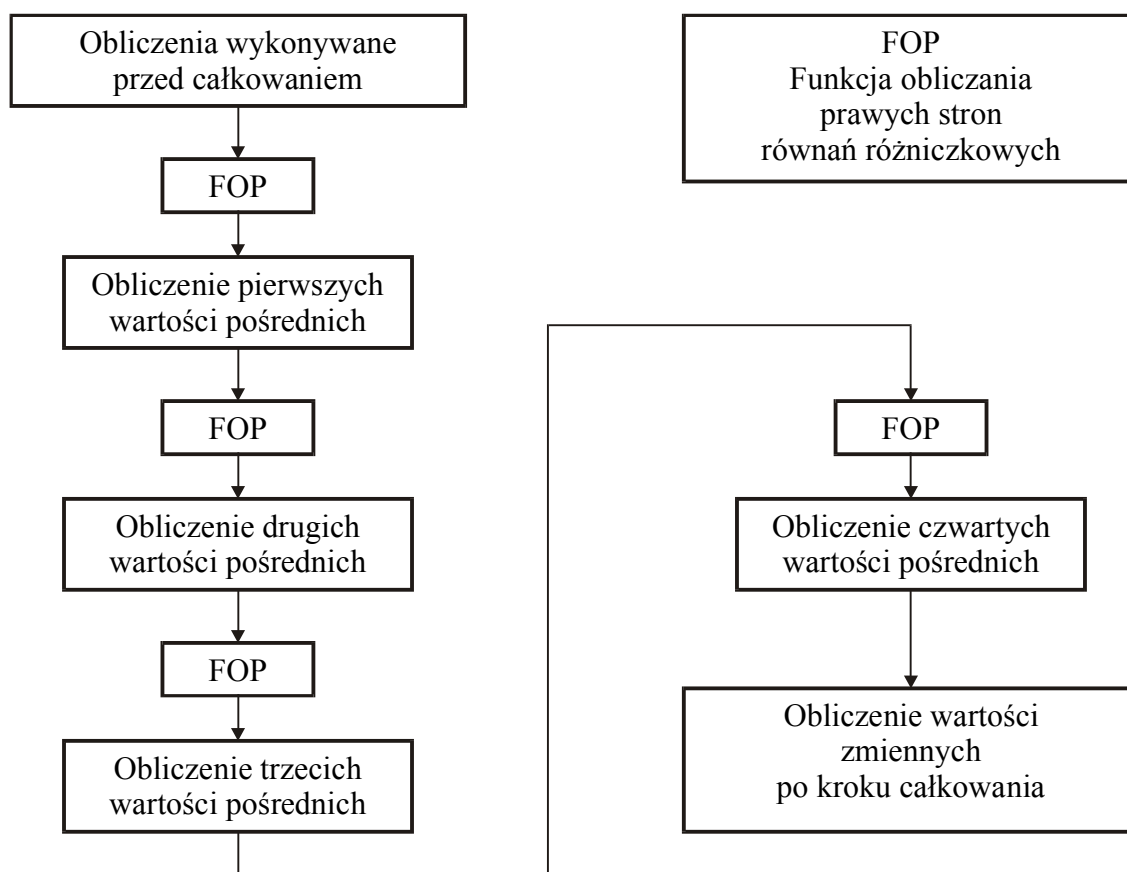 Obliczenia wykonywane
przed całkowaniem
FOP
Obliczenie pierwszych
wartości pośrednich
FOP
Obliczenie drugich
wartości pośrednich
FOP
Obliczenie trzecich
wartości pośrednich
FOP
Funkcja obliczania
prawych stron
równań różniczkowych
FOP
Obliczenie czwartych
wartości pośrednich
Obliczenie wartości
zmiennych
po kroku całkowania